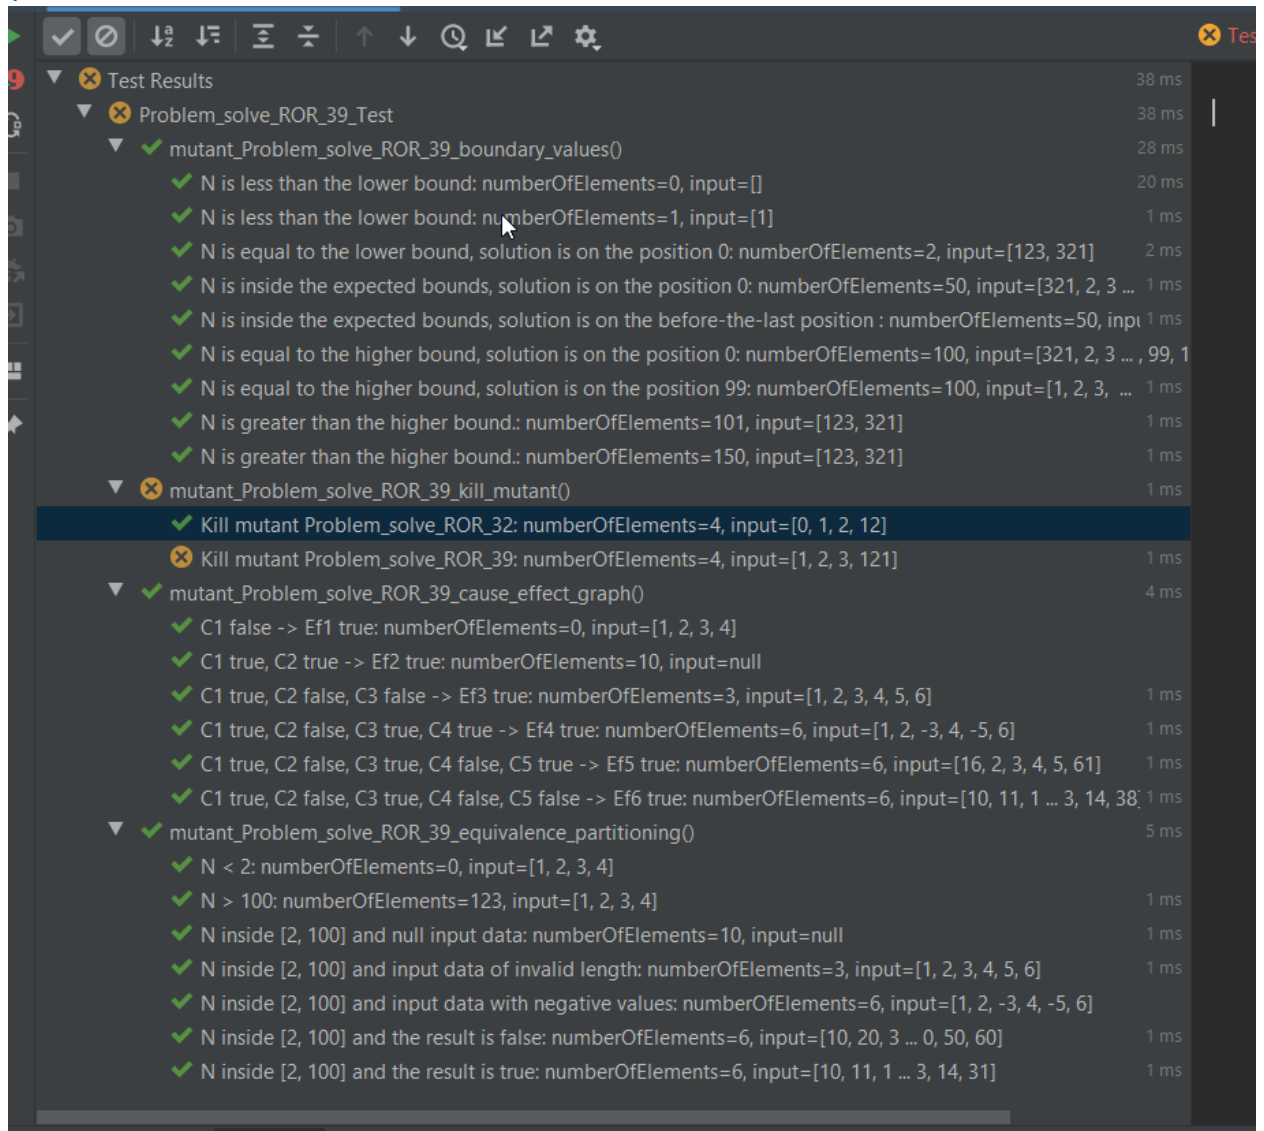 Tes
Test Results 38 ms
Problem_solve_ROR_39_Test 38 ms
mutant_Problem_solve_ROR_39_boundary_values() 28 ms
N is less than the lower bound: numberOfElements=0, input=[] 20 ms
N is less than the lower bound: numberOfElements=1, input=[1] 1 ms
N is equal to the lower bound, solution is on the position 0: numberOfElements=2, input=[123, 321] 2 ms
N is inside the expected bounds, solution is on the position 0: numberOfElements=50, input=[321, 2, 3 ... 1 ms
N is inside the expected bounds, solution is on the before-the-last position : numberOfElements=50, inpu 1 ms
N is equal to the higher bound, solution is on the position 0: numberOfElements=100, input=[321, 2, 3 ... , 99, 1
N is equal to the higher bound, solution is on the position 99: numberOfElements=100, input=[1, 2, 3, ... 1 ms
N is greater than the higher bound.: numberOfElements=101, input=[123, 321] 1 ms
N is greater than the higher bound.: numberOfElements=150, input=[123, 321] 1 ms
mutant_Problem_solve_ROR_39_kill_mutant() 1 ms
Kill mutant Problem_solve_ROR_32: numberOfElements=4, input=[0, 1, 2, 12]
Kill mutant Problem_solve_ROR_39: numberOfElements=4, input=[1, 2, 3, 121] 1 ms
mutant_Problem_solve_ROR_39_cause_effect_graph() 4 ms
C1 false -> Ef1 true: numberOfElements=0, input=[1, 2, 3, 4]
C1 true, C2 true -> Ef2 true: numberOfElements=10, input=null
C1 true, C2 false, C3 false -> Ef3 true: numberOfElements=3, input=[1, 2, 3, 4, 5, 6] 1 ms
C1 true, C2 false, C3 true, C4 true -> Ef4 true: numberOfElements=6, input=[1, 2, -3, 4, -5, 6] 1 ms
C1 true, C2 false, C3 true, C4 false, C5 true -> Ef5 true: numberOfElements=6, input=[16, 2, 3, 4, 5, 61] 1 ms
C1 true, C2 false, C3 true, C4 false, C5 false -> Ef6 true: numberOfElements=6, input=[10, 11, 1 ... 3, 14, 38] 1 ms
mutant_Problem_solve_ROR_39_equivalence_partitioning() 5 ms
N < 2: numberOfElements=0, input=[1, 2, 3, 4]
N > 100: numberOfElements=123, input=[1, 2, 3, 4] 1 ms
N inside [2, 100] and null input data: numberOfElements=10, input=null 1 ms
N inside [2, 100] and input data of invalid length: numberOfElements=3, input=[1, 2, 3, 4, 5, 6] 1 ms
N inside [2, 100] and input data with negative values: numberOfElements=6, input=[1, 2, -3, 4, -5, 6]
N inside [2, 100] and the result is false: numberOfElements=6, input=[10, 20, 3 ... 0, 50, 60] 1 ms
N inside [2, 100] and the result is true: numberOfElements=6, input=[10, 11, 1 ... 3, 14, 31] 1 ms